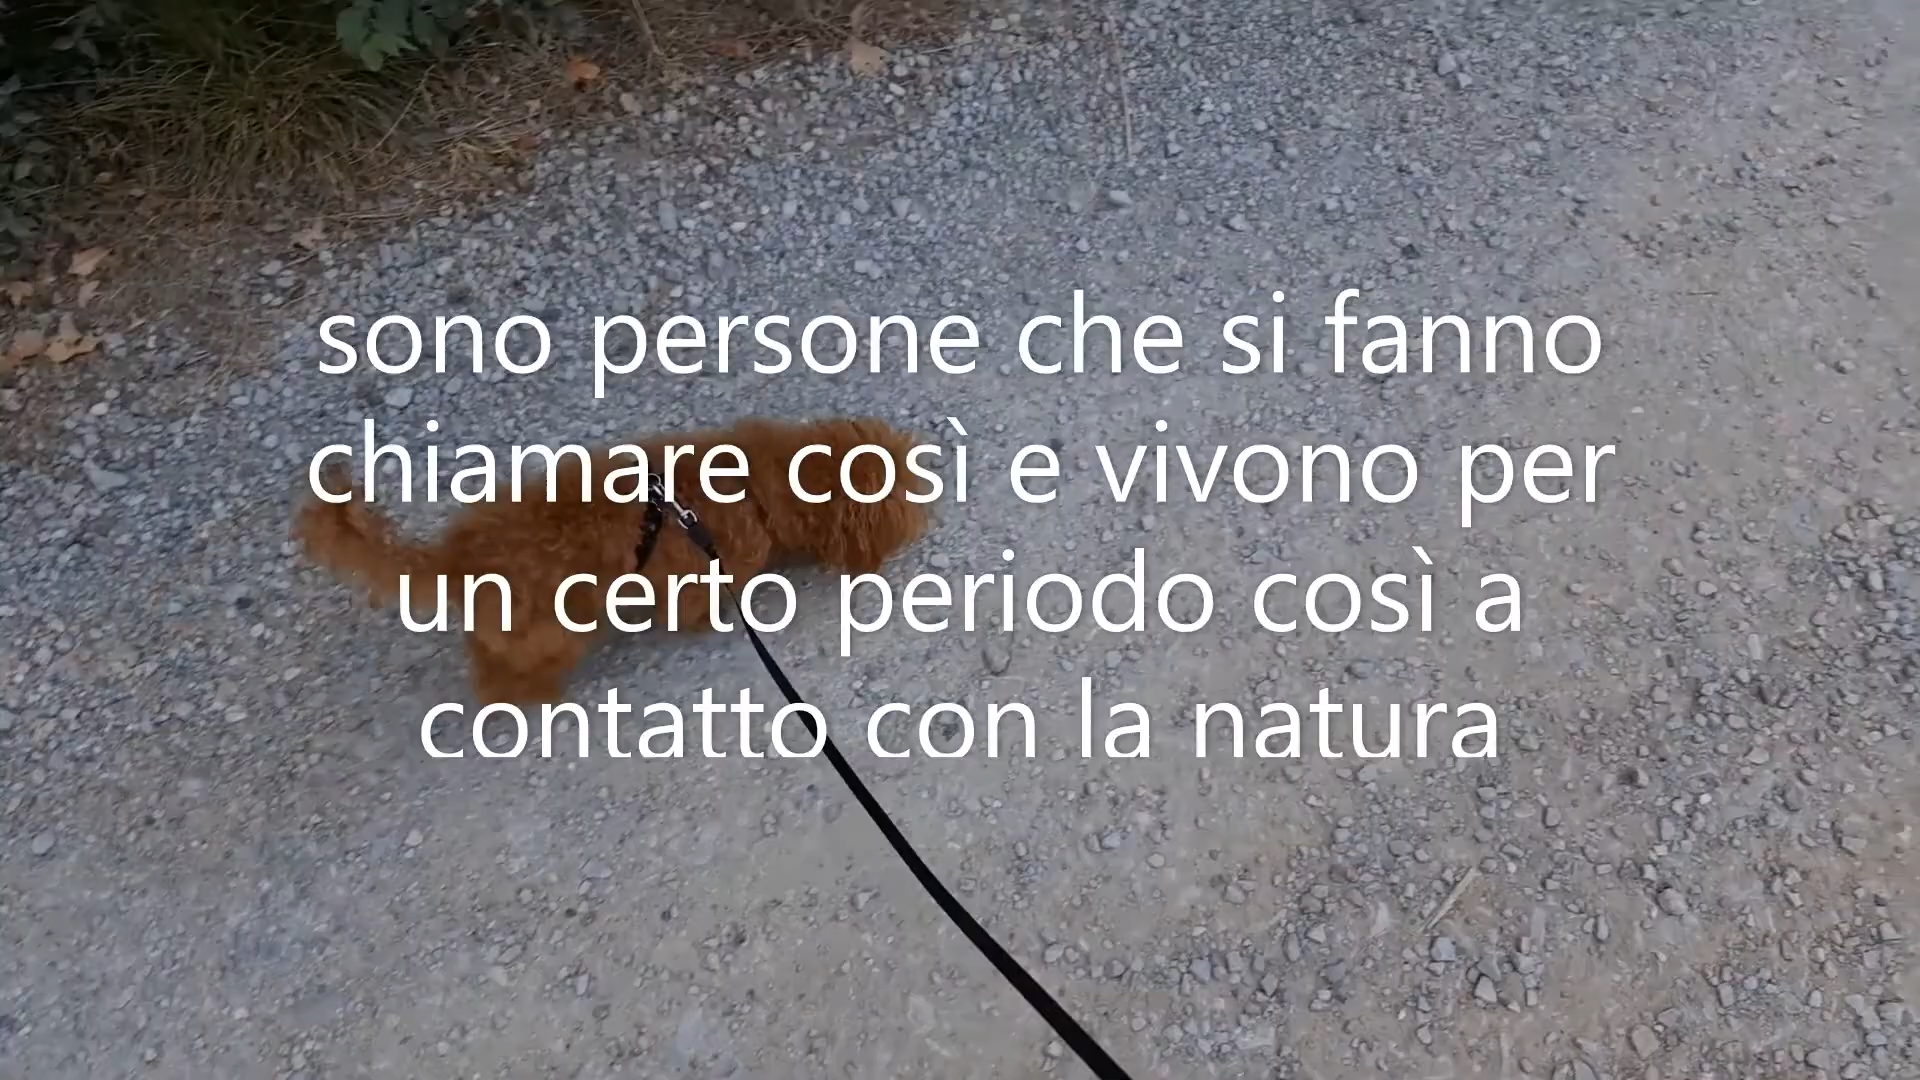 sono persone che si fanno
chiamare così e vivono per
un certo periodo così a
contatto con la natura